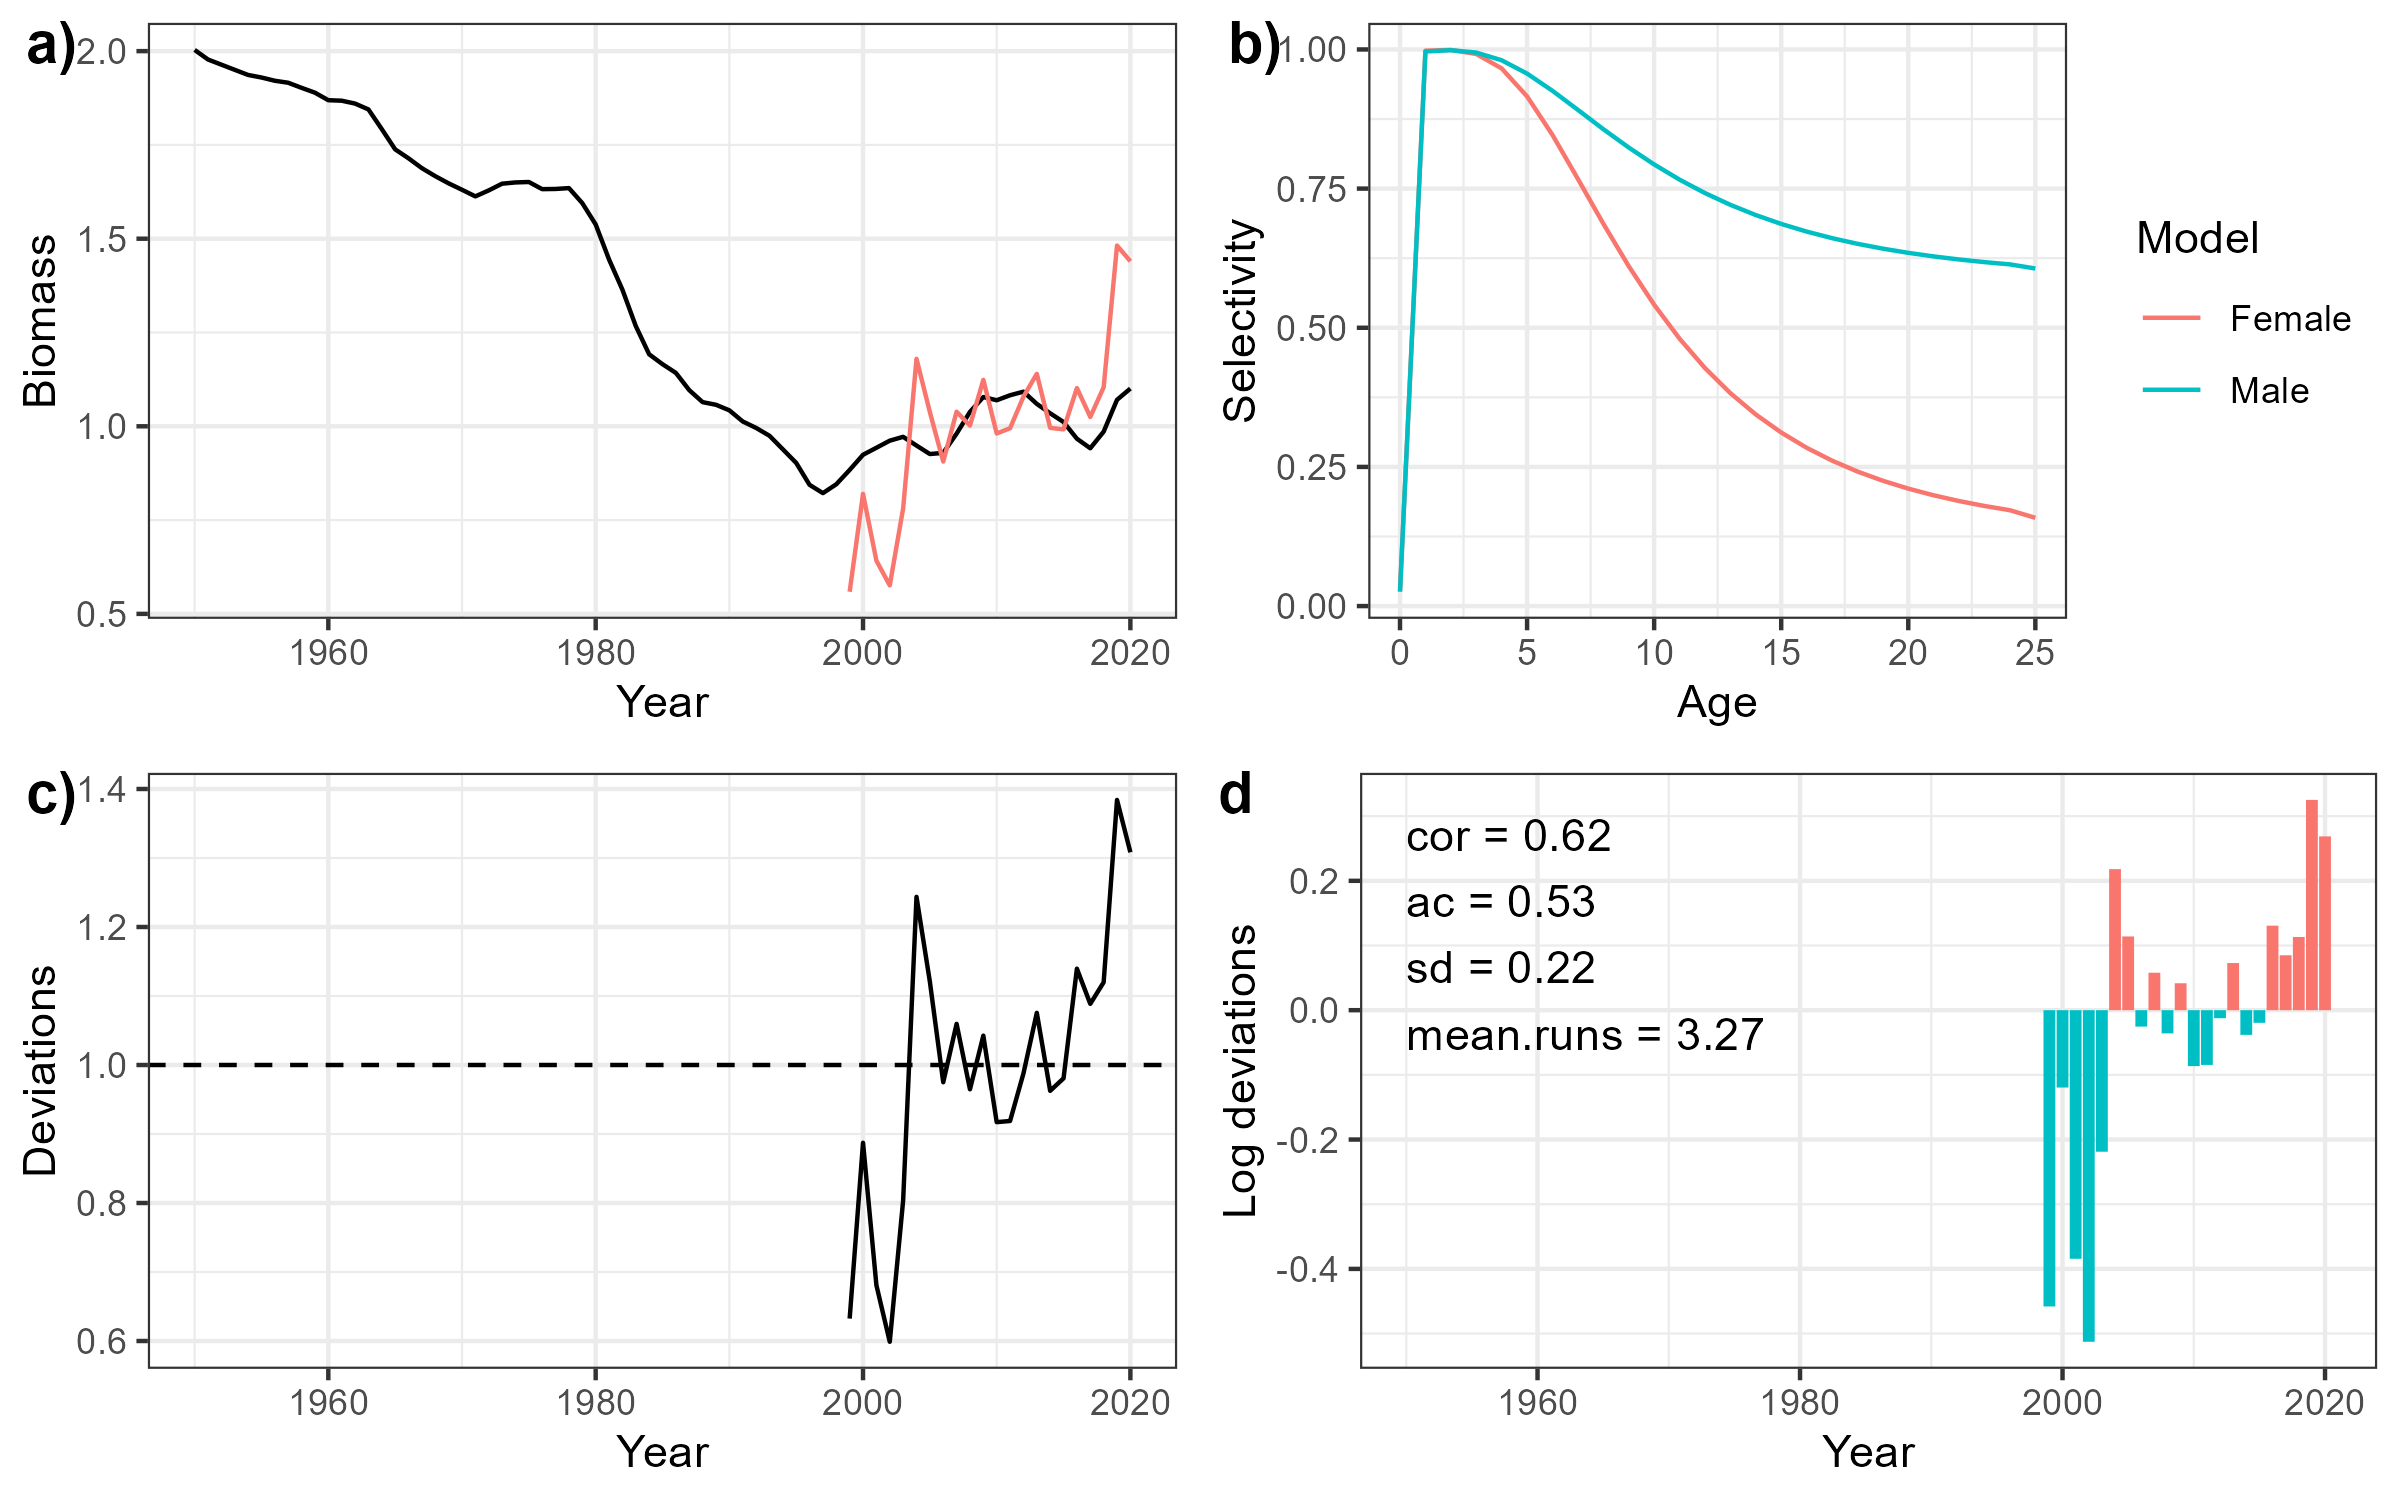 a)
2.0
1.5
1.0
0.5
Biomass
1960 1980 2000 2020
Year
b)
1.00
0.75
0.50
0.25
0.00
Selectivity
0 5 10 15 20 25
Age
Model
Female
Male
c)
1.4
1.2
1.0
0.8
0.6
Deviations
1960 1980 2000 2020
Year
d
cor = 0.62
ac = 0.53
sd = 0.22
mean.runs = 3.27
0.2
0.0
-0.2
-0.4
Log deviations
1960 1980 2000 2020
Year